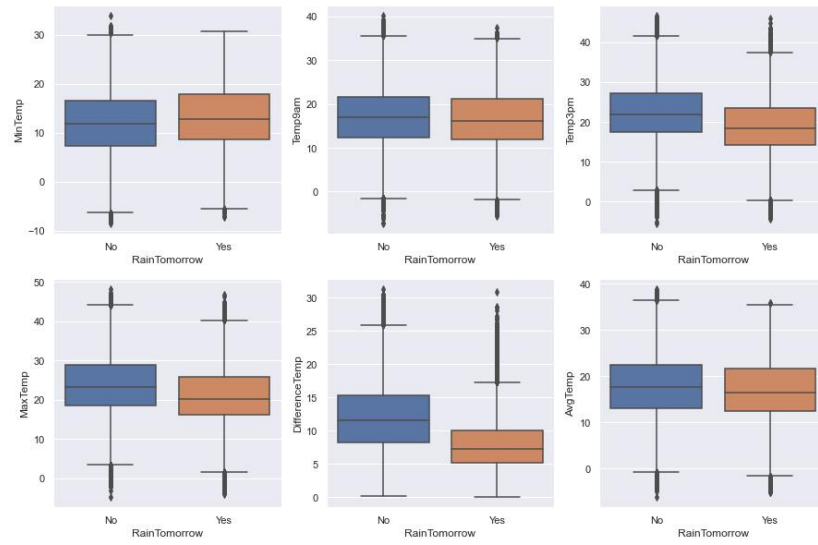 MinTemp
30
20
10
0
−10
No Yes
RainTomorrow
Temp9am
40
30
20
10
0
No Yes
RainTomorrow
Temp3pm
40
30
20
10
0
No Yes
RainTomorrow
MaxTemp
50
40
30
20
10
0
No Yes
RainTomorrow
DifferenceTemp
30
25
20
15
10
5
0
No Yes
RainTomorrow
AvgTemp
40
30
20
10
0
No Yes
RainTomorrow